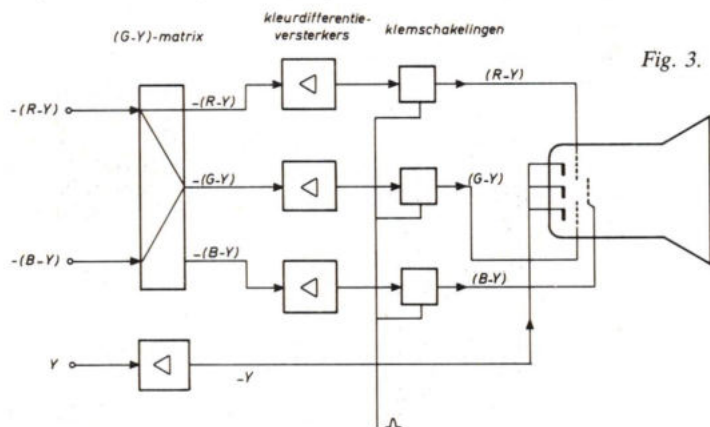 kleurdifferentie-
(G-Y)-matrix
versterkers
klemschakelingen
Fig. 3.
(R-Y)
-(R-Y)
-(R-Y)
-(G-Y)
(G-Y)
-(B-Y)
-(B-Y)
(B-Y)
Y
-Y